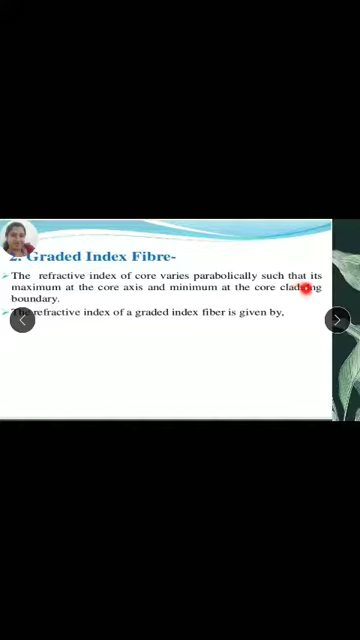 2. Graded Index Fibre-
The refractive index of core varies parabolically such that its
maximum at the core axis and minimum at the core cladding
boundary.
The refractive index of a graded index fiber is given by,